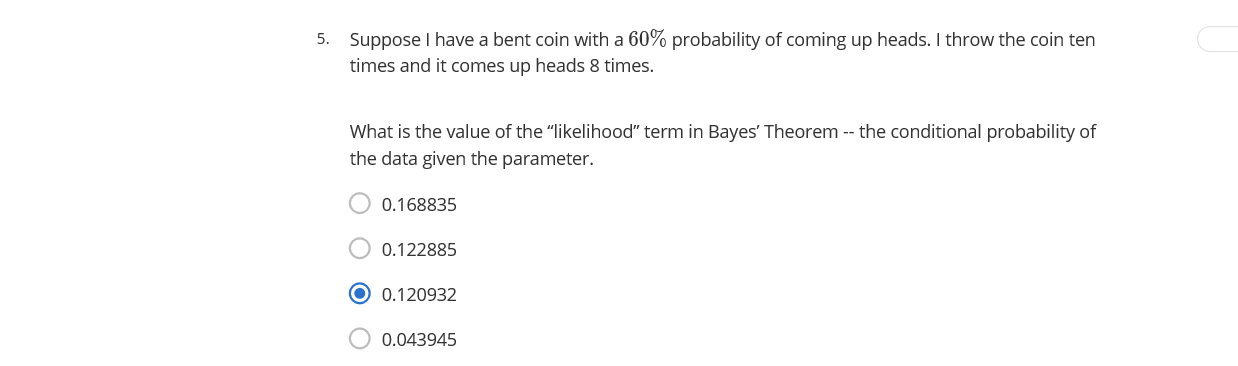 5. Suppose I have a bent coin with a 60% probability of coming up heads. I throw the coin ten
times and it comes up heads 8 times.
What is the value of the “likelihood” term in Bayes’ Theorem -- the conditional probability of
the data given the parameter.
0.168835
0.122885
0.120932
0.043945